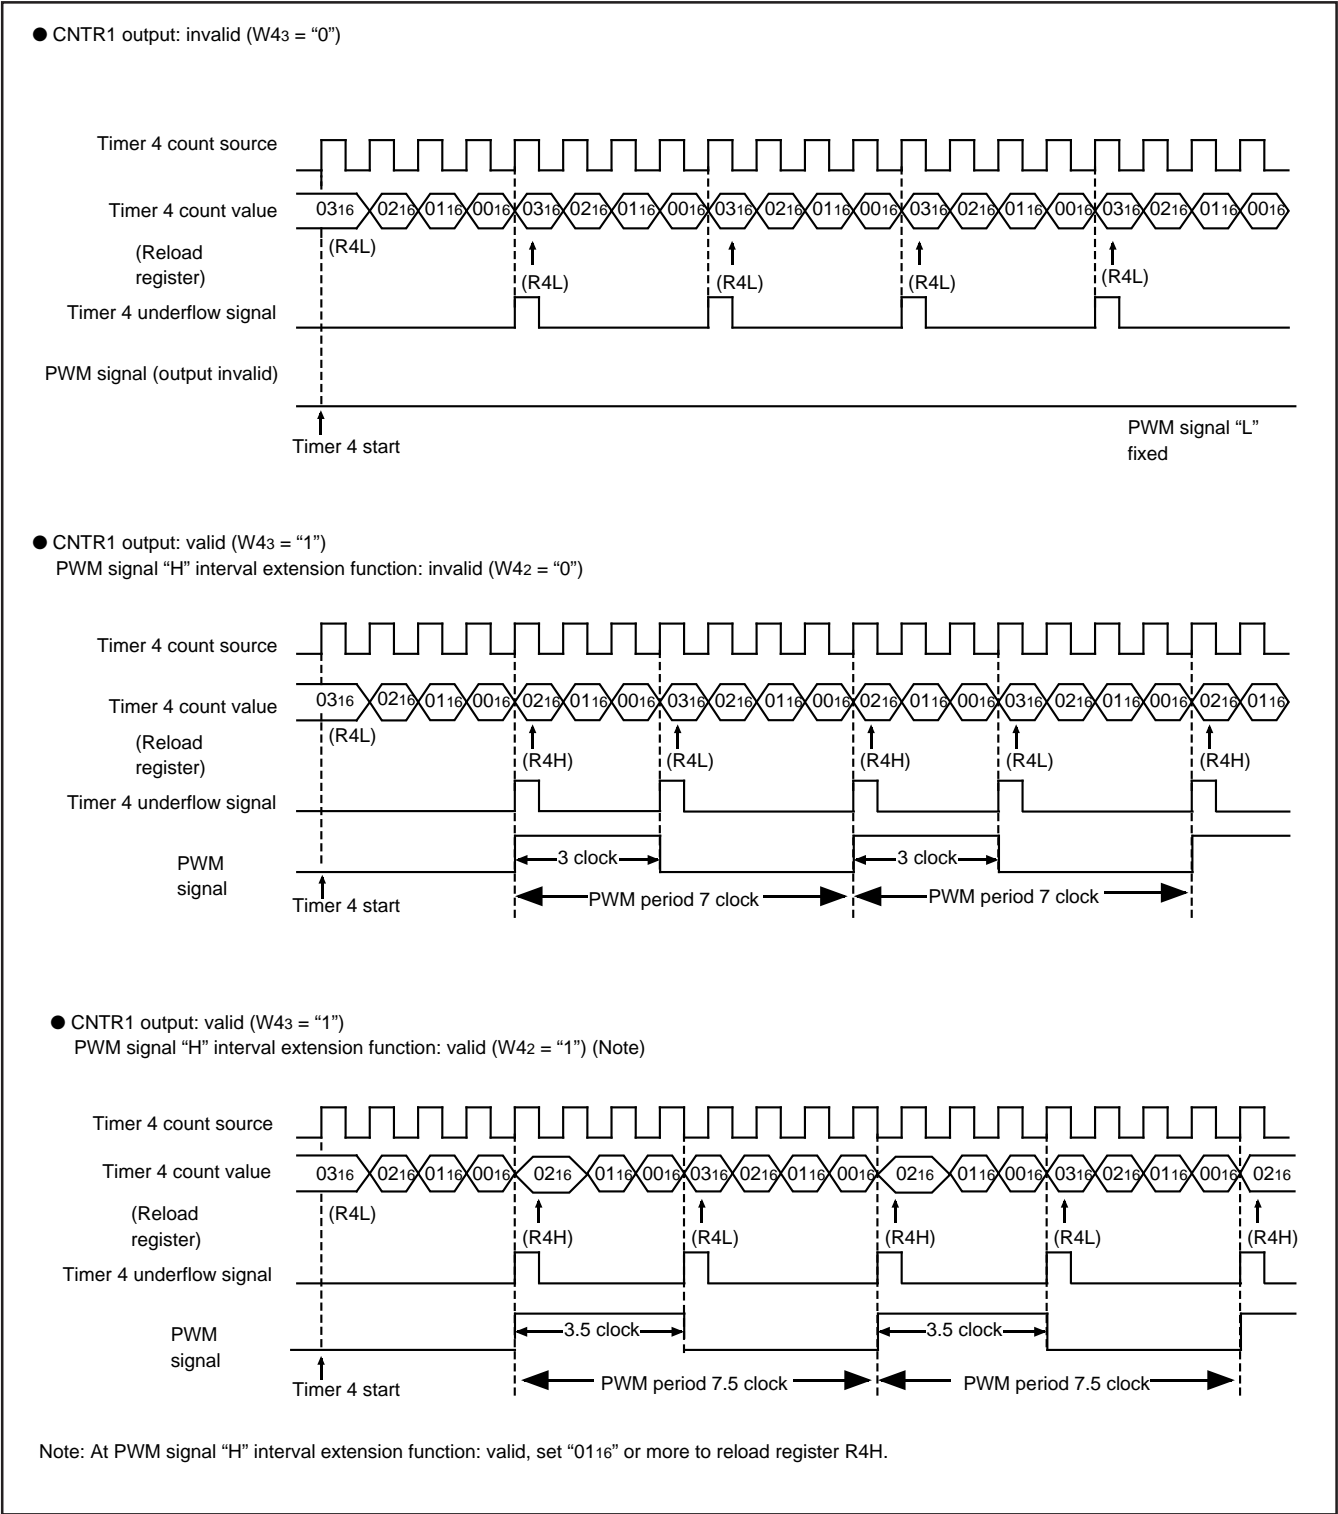 ● CNTR1 output: invalid (W43 = “0”)
Timer 4 count source
Timer 4 count value
0316 0216 0116 0016 0316 0216 0116 0016 0316 0216 0116 0016 0316 0216 0116 0016 0316 0216 0116 0016
(Reload
register)
(R4L)
(R4L) (R4L) (R4L) (R4L)
Timer 4 underflow signal
PWM signal (output invalid)
Timer 4 start
PWM signal “L”
fixed
● CNTR1 output: valid (W43 = “1”)
PWM signal “H” interval extension function: invalid (W42 = “0”)
Timer 4 count source
Timer 4 count value
0316 0216 0116 0016 0216 0116 0016 0316 0216 0116 0016 0216 0116 0016 0316 0216 0116 0016 0216 0116
(Reload
register)
(R4L)
(R4H) (R4L) (R4H) (R4L) (R4H)
Timer 4 underflow signal
PWM
signal
3 clock 3 clock
Timer 4 start
PWM period 7 clock PWM period 7 clock
● CNTR1 output: valid (W43 = “1”)
PWM signal “H” interval extension function: valid (W42 = “1”) (Note)
Timer 4 count source
Timer 4 count value
0316 0216 0116 0016 0216 0116 0016 0316 0216 0116 0016 0216 0116 0016 0316 0216 0116 0016 0216
(Reload
register)
(R4L)
(R4H) (R4L) (R4H) (R4L) (R4H)
Timer 4 underflow signal
PWM
signal
3.5 clock 3.5 clock
Timer 4 start
PWM period 7.5 clock PWM period 7.5 clock
Note: At PWM signal “H” interval extension function: valid, set “0116” or more to reload register R4H.